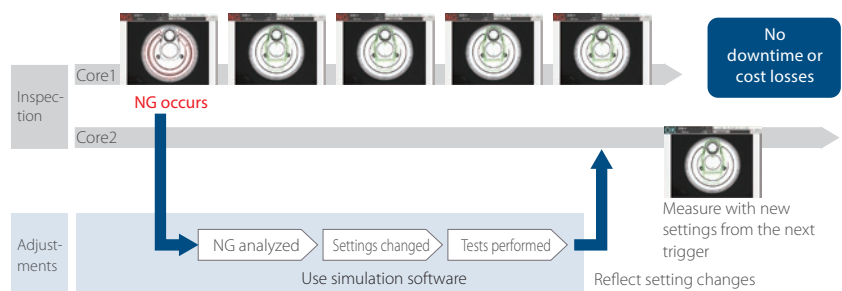 No
downtime or
cost losses
Core1
Inspec-
tion
NG occurs
Core2
Measure with new
settings from the next
trigger
Adjust-
ments
NG analyzed
Settings changed
Tests performed
Use simulation software
Reflect setting changes